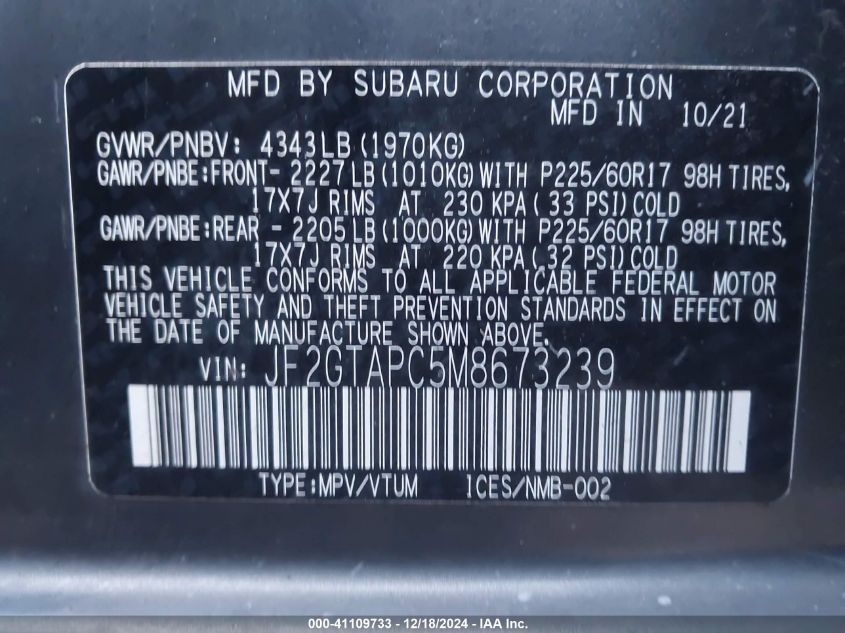 MFD BY SUBARU CORPORATION
MFD IN 10/21
GVWR/PNBV: 4343LB(1970KG)
GAWR/PNBE:FRONT- 2227LB(1010KG)WITH P225/60R17 98H TIRES,
17X7J RIMS AT 230 KPA( 33 PSI)COLD
GAWR/PNBE:REAR - 2205LB(1000KG)WITH P225/60R17 98H TIRES,
17X7J RIMS AT 220 KPA( 32 PSI)COLD
THIS VEHICLE CONFORMS TO ALL APPLICABLE FEDERAL MOTOR
VEHICLE SAFETY AND THEFT PREVENTION STANDARDS IN EFFECT ON
THE DATE OF MANUFACTURE SHOWN ABOVE.
VIN: JF2GTAPC5M8673239
TYPE:MPV/VTUM ICES/NMB-002
000-41109733 - 12/18/2024 - IAA Inc.